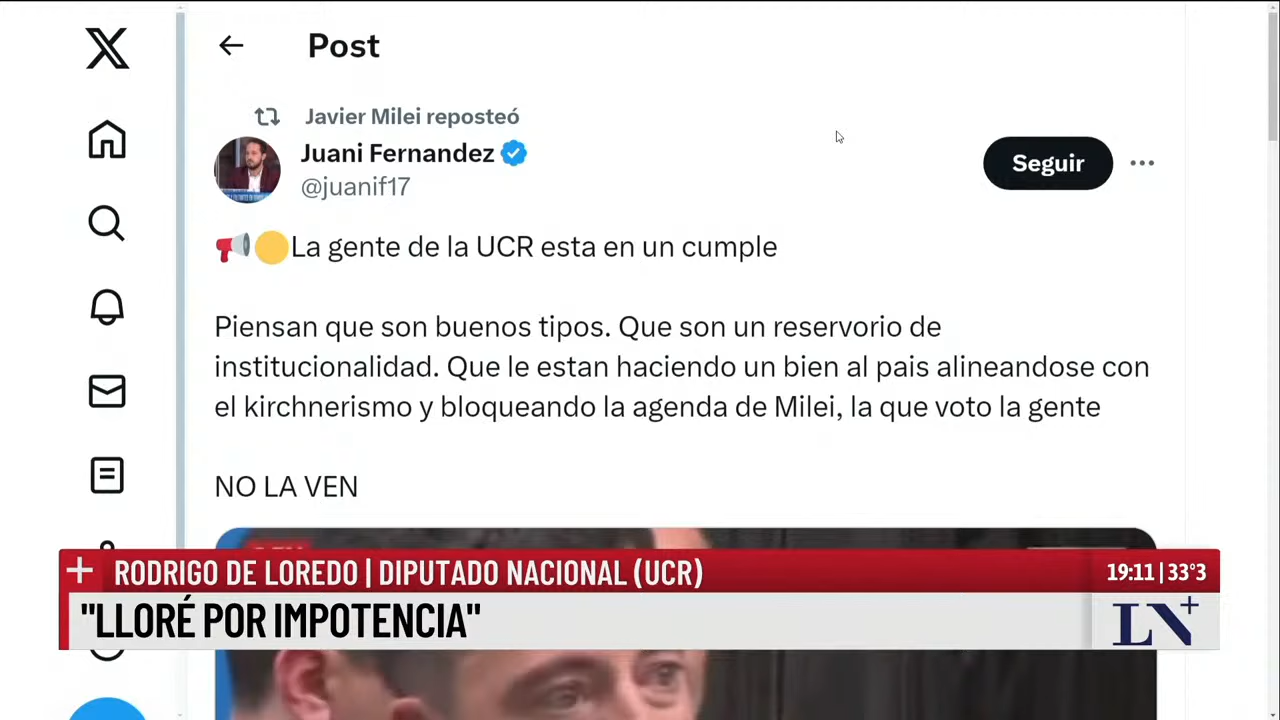 Post
Javier Milei reposteó
Juani Fernandez
@juanif17
Seguir
La gente de la UCR esta en un cumple
Piensan que son buenos tipos. Que son un reservorio de
institucionalidad. Que le estan haciendo un bien al pais alineandose con
el kirchnerismo y bloqueando la agenda de Milei, la que voto la gente
NO LA VEN
RODRIGO DE LOREDO | DIPUTADO NACIONAL (UCR)
19:11 | 33°3
"LLORÉ POR IMPOTENCIA"
LN+